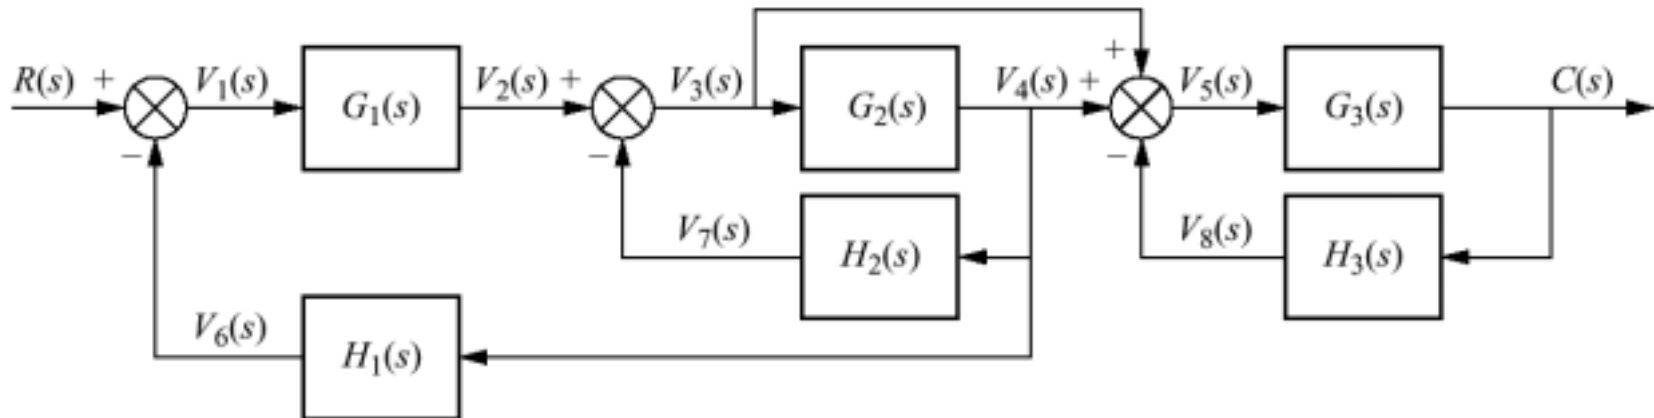 +
R(s) + V₁(s) G₁(s) V₂(s) + V₃(s) G₂(s) V₄(s) + V₅(s) G₃(s) C(s)
− − −
V₇(s) H₂(s) V₈(s) H₃(s)
V₆(s) H₁(s)